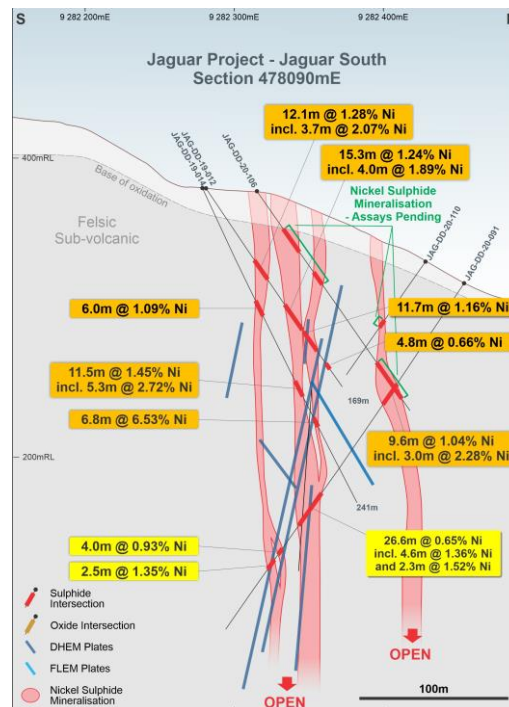 S
9 282 200
9 282 300
9 282 400
Jaguar Project - Jaguar South
Section 478090mE
12.1m @ 1.28% Ni
incl. 3.7m @ 2.07% Ni
15.3m @ 1.24% Ni
incl. 4.0m @ 1.89% Ni
JAG-DD-19-012
JAG-DD-19-014
JAG-DD-20-106
400mRL
Base of oxidation
Nickel Sulphide
Mineralisation
- Assays Pending
JAG-DD-20-110
JAG-DD-20-091
Felsic
Sub-volcanic
6.0m @ 1.09% Ni
11.7m @ 1.16% Ni
4.8m @ 0.66% Ni
11.5m @ 1.45% Ni
incl. 5.3m @ 2.72% Ni
169m
6.8m @ 6.53% Ni
9.6m @ 1.04% Ni
incl. 3.0m @ 2.28% Ni
200mRL
241m
4.0m @ 0.93% Ni
2.5m @ 1.35% Ni
26.6m @ 0.65% Ni
incl. 4.6m @ 1.36% Ni
and 2.3m @ 1.52% Ni
Sulphide
Intersection
Oxide Intersection
DHEM Plates
FLEM Plates
Nickel Sulphide
Mineralisation
OPEN
OPEN
100m